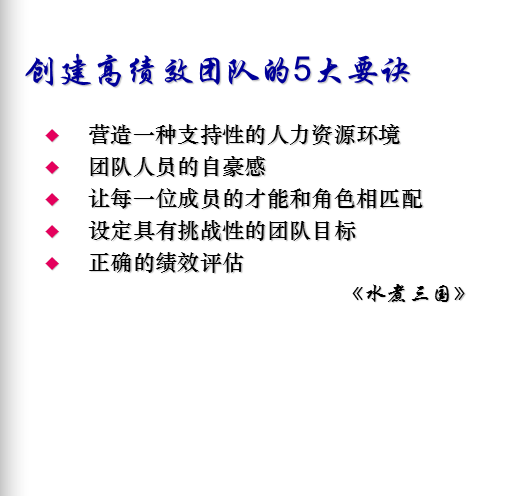 创建高绩效团队的5大要诀
营造一种支持性的人力资源环境
团队人员的自豪感
让每一位成员的才能和角色相匹配
设定具有挑战性的团队目标
正确的绩效评估
《水煮三国》